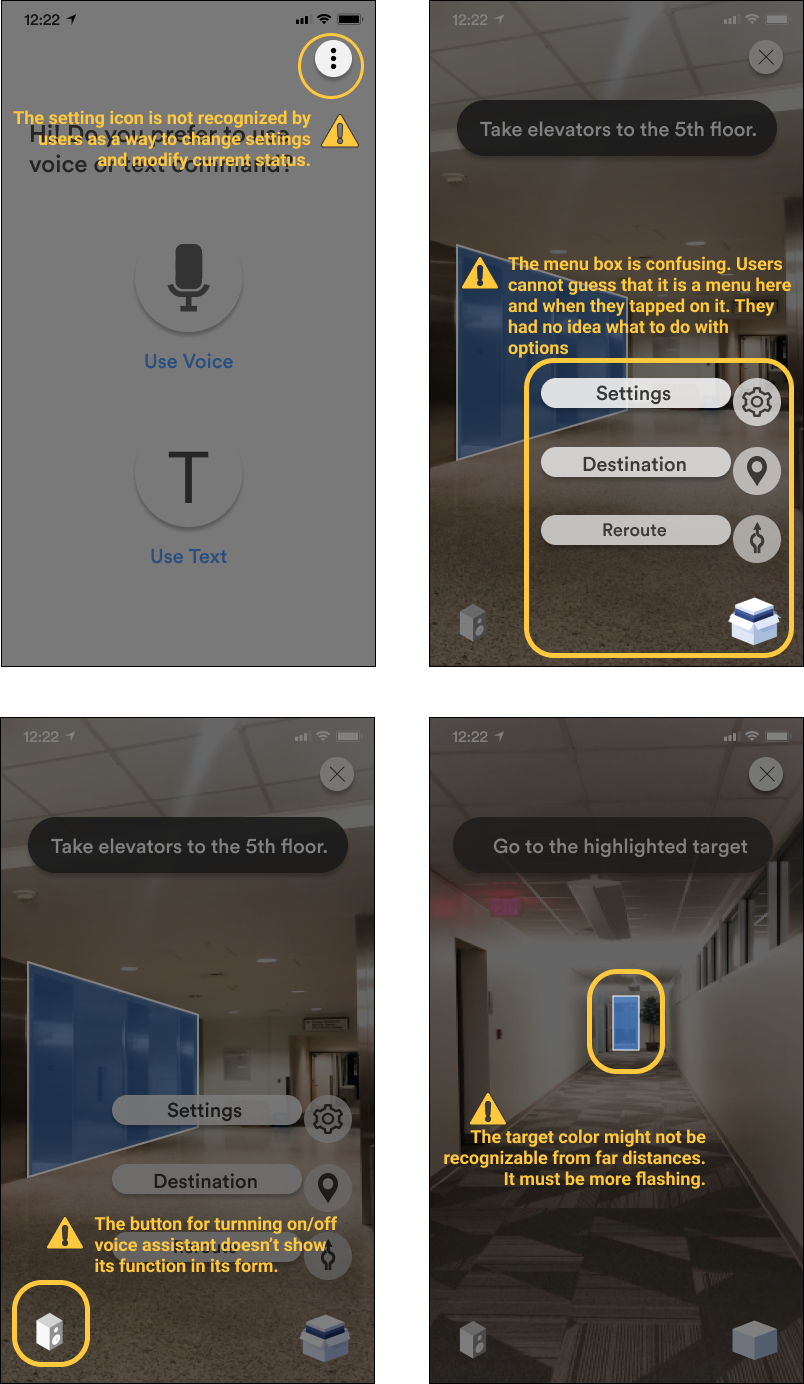 12:22
The setting icon is not recognized by
users as a way to change settings
and modify current status.
Hi! Do you prefer to use
voice or text command?
Use Voice
T
Use Text
12:22
Take elevators to the 5th floor.
The menu box is confusing. Users
cannot guess that it is a menu here
and when they tapped on it. They
had no idea what to do with
options
Settings
Destination
Reroute
12:22
Take elevators to the 5th floor.
Settings
Destination
Reroute
The button for turnning on/off
voice assistant doesn't show
its function in its form.
12:22
Go to the highlighted target
The target color might not be
recognizable from far distances.
It must be more flashing.